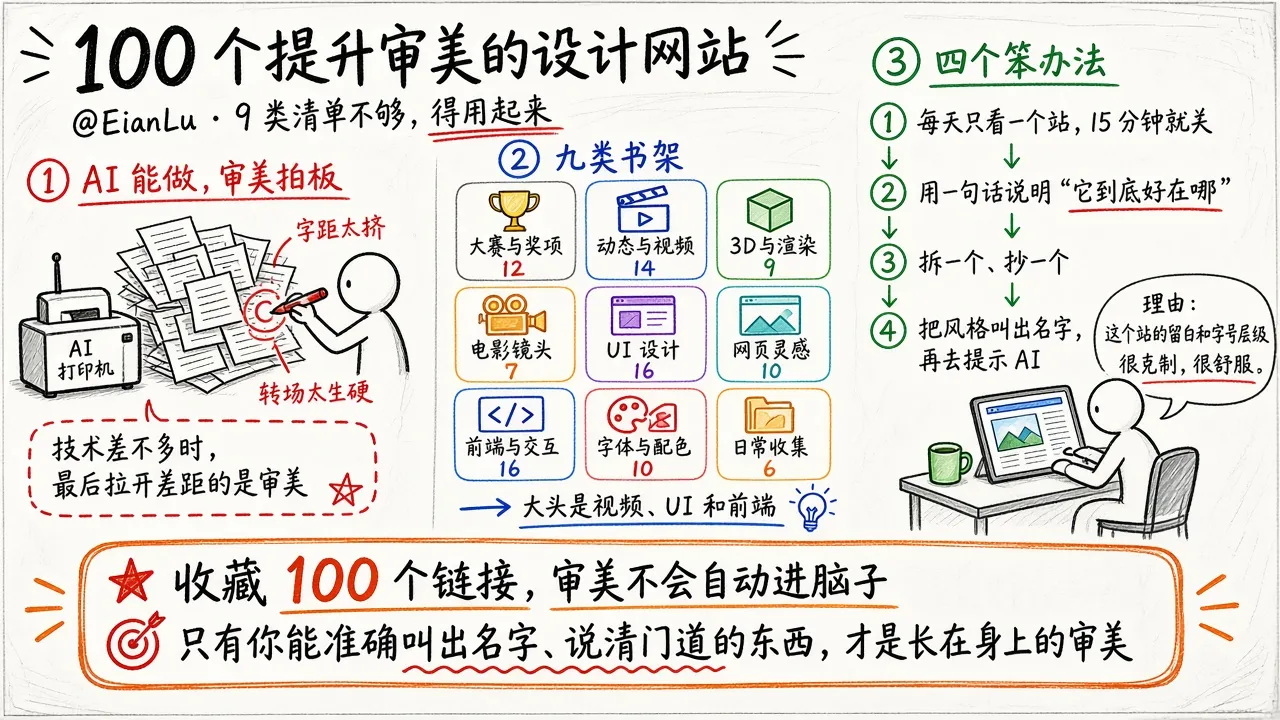 100 个提升审美的设计网站
@EianLu · 9 类清单不够，得用起来
① AI 能做，审美拍板
字距太挤
AI
打印机
转场太生硬
技术差不多时，
最后拉开差距的是审美
② 九类书架
大赛与奖项
12
动态与视频
14
3D与渲染
9
电影镜头
7
UI 设计
16
网页灵感
10
</>
前端与交互
16
字体与配色
10
日常收集
6
→ 大头是视频、UI 和前端
③ 四个笨办法
① 每天只看一个站，15 分钟就关
② 用一句话说明“它到底好在哪”
③ 拆一个、抄一个
④ 把风格叫出名字，
再去提示 AI
理由：
这个站的留白和字号层级
很克制，很舒服。
收藏 100 个链接，审美不会自动进脑子
只有你能准确叫出名字、说清门道的东西，才是长在身上的审美